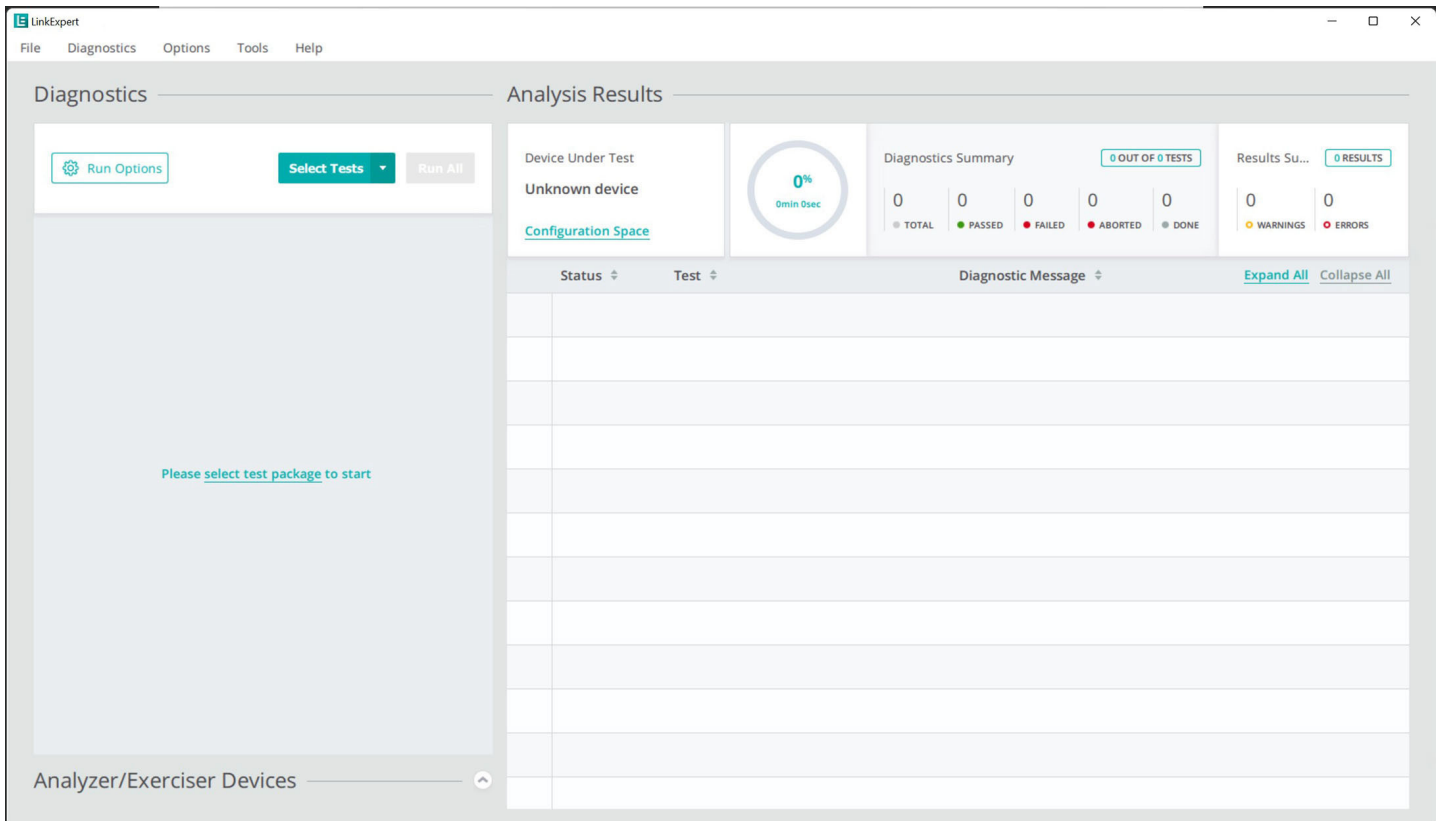 LinkExpert
File Diagnostics Options Tools Help
Diagnostics
Run Options
Select Tests
Run All
Please select test package to start
Analyzer/Exerciser Devices
Analysis Results
Device Under Test
Unknown device
Configuration Space
0%
0min 0sec
Diagnostics Summary
0 OUT OF 0 TESTS
0 0 0 0 0
TOTAL PASSED FAILED ABORTED DONE
Results Su...
0 RESULTS
0 0
WARNINGS ERRORS
Status Test Diagnostic Message Expand All Collapse All